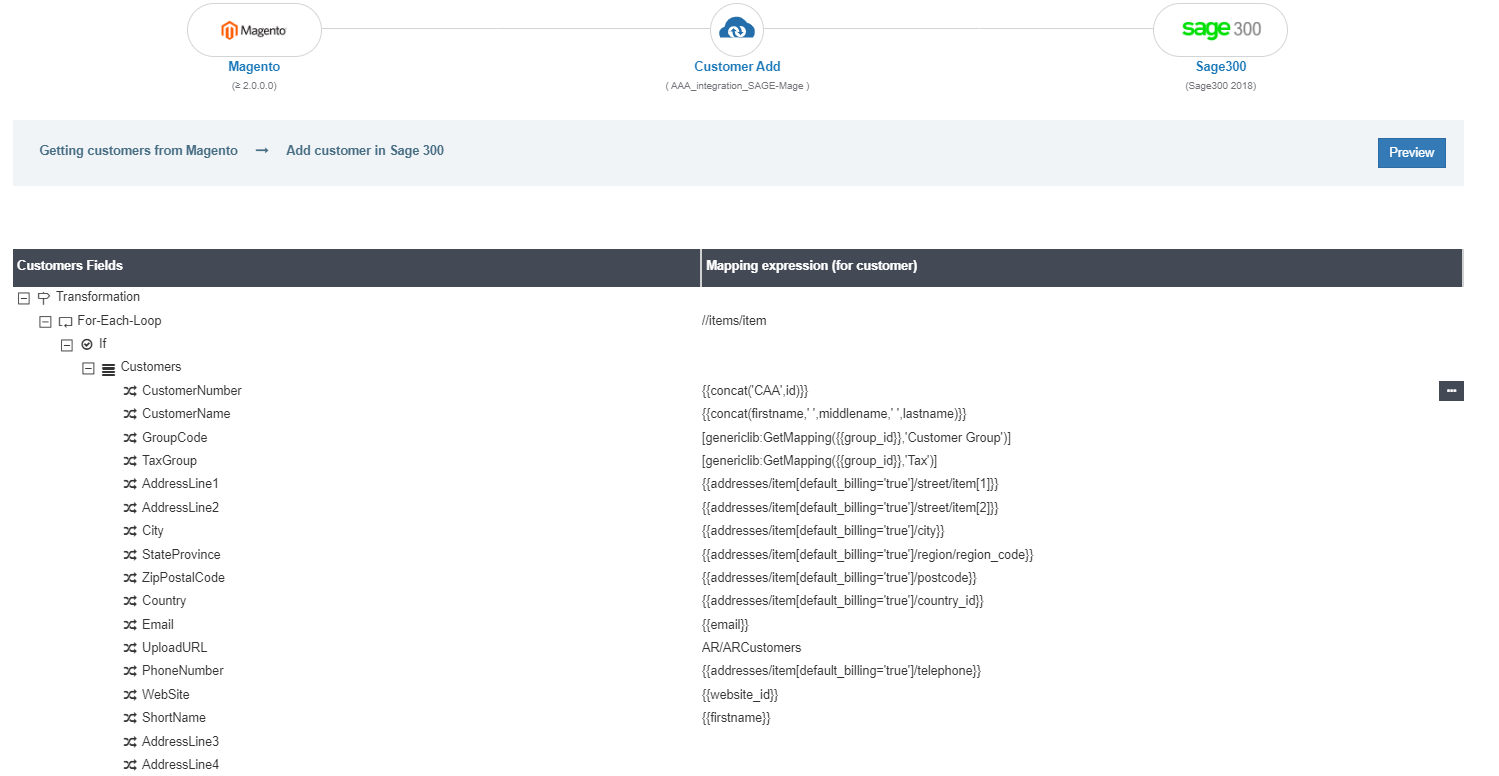 Magento
sage 300
Magento
Customer Add
Sage300
(≥ 2.0.0.0)
( AAA_integration_SAGE-Mage )
(Sage300 2018)
Getting customers from Magento → Add customer in Sage 300
Preview
Customers Fields
Mapping expression (for customer)
Transformation
For-Each-Loop //items/item
If
Customers
CustomerNumber {{concat('CAA',id)}}
CustomerName {{concat(firstname,' ',middlename,' ',lastname)}}
GroupCode [genericlib:GetMapping({{group_id}},'Customer Group')]
TaxGroup [genericlib:GetMapping({{group_id}},'Tax')]
AddressLine1 {{addresses/item[default_billing='true']/street/item[1]}}
AddressLine2 {{addresses/item[default_billing='true']/street/item[2]}}
City {{addresses/item[default_billing='true']/city}}
StateProvince {{addresses/item[default_billing='true']/region/region_code}}
ZipPostalCode {{addresses/item[default_billing='true']/postcode}}
Country {{addresses/item[default_billing='true']/country_id}}
Email {{email}}
UploadURL AR/ARCustomers
PhoneNumber {{addresses/item[default_billing='true']/telephone}}
WebSite {{website_id}}
ShortName {{firstname}}
AddressLine3
AddressLine4